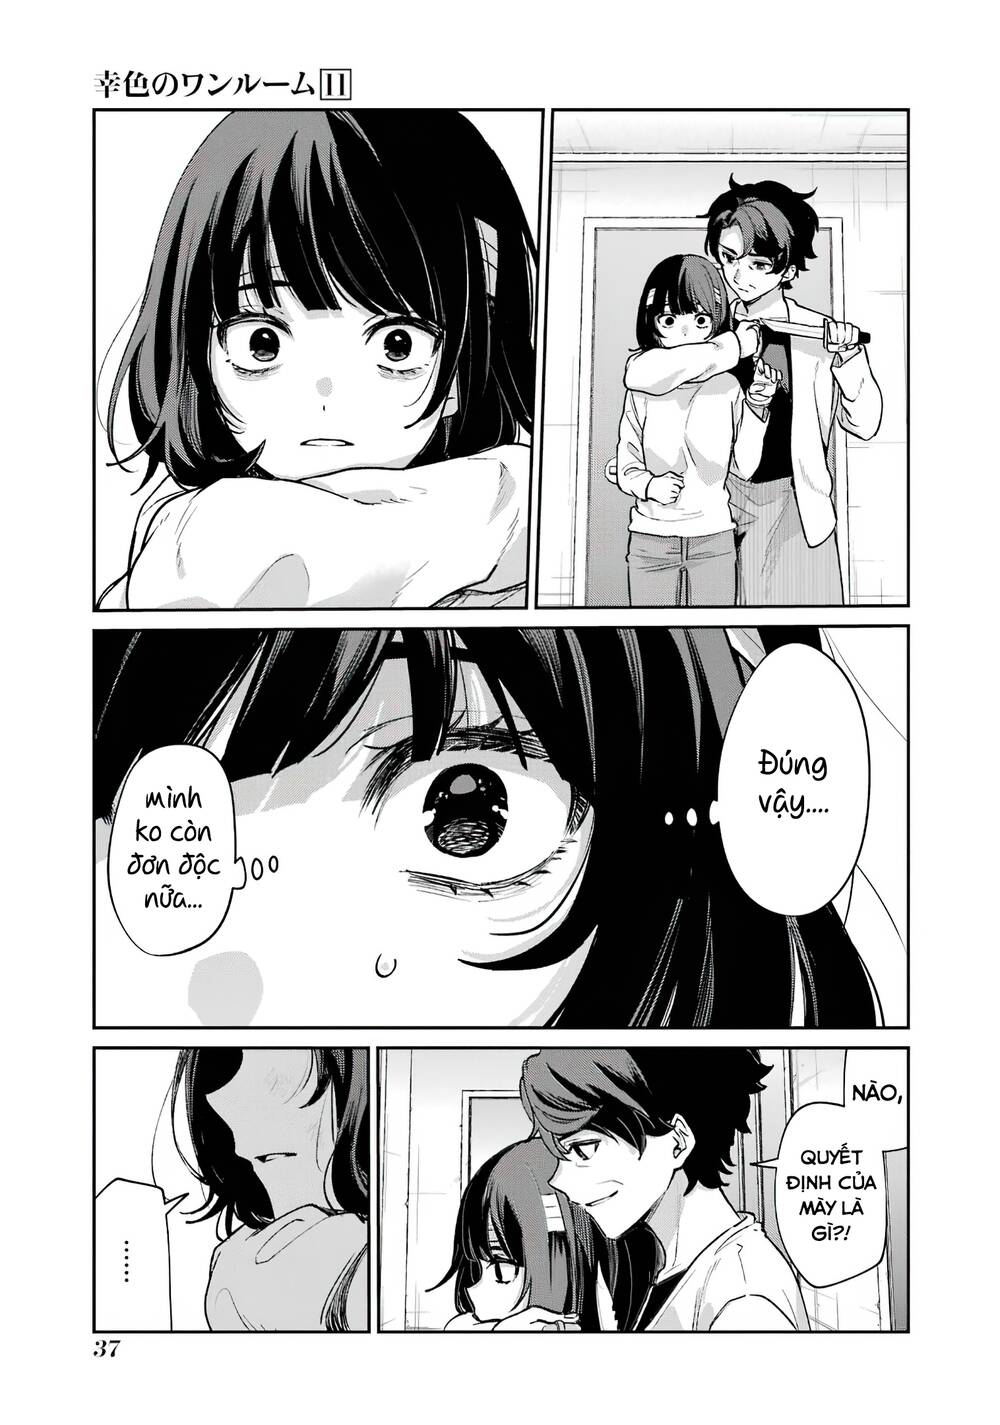 幸色のワンルーム 11
Đúng
vậy....
mình
ko còn
đơn độc
nữa...
NÀO,
QUYẾT
ĐỊNH CỦA
MÀY LÀ
GÌ?!
......
37